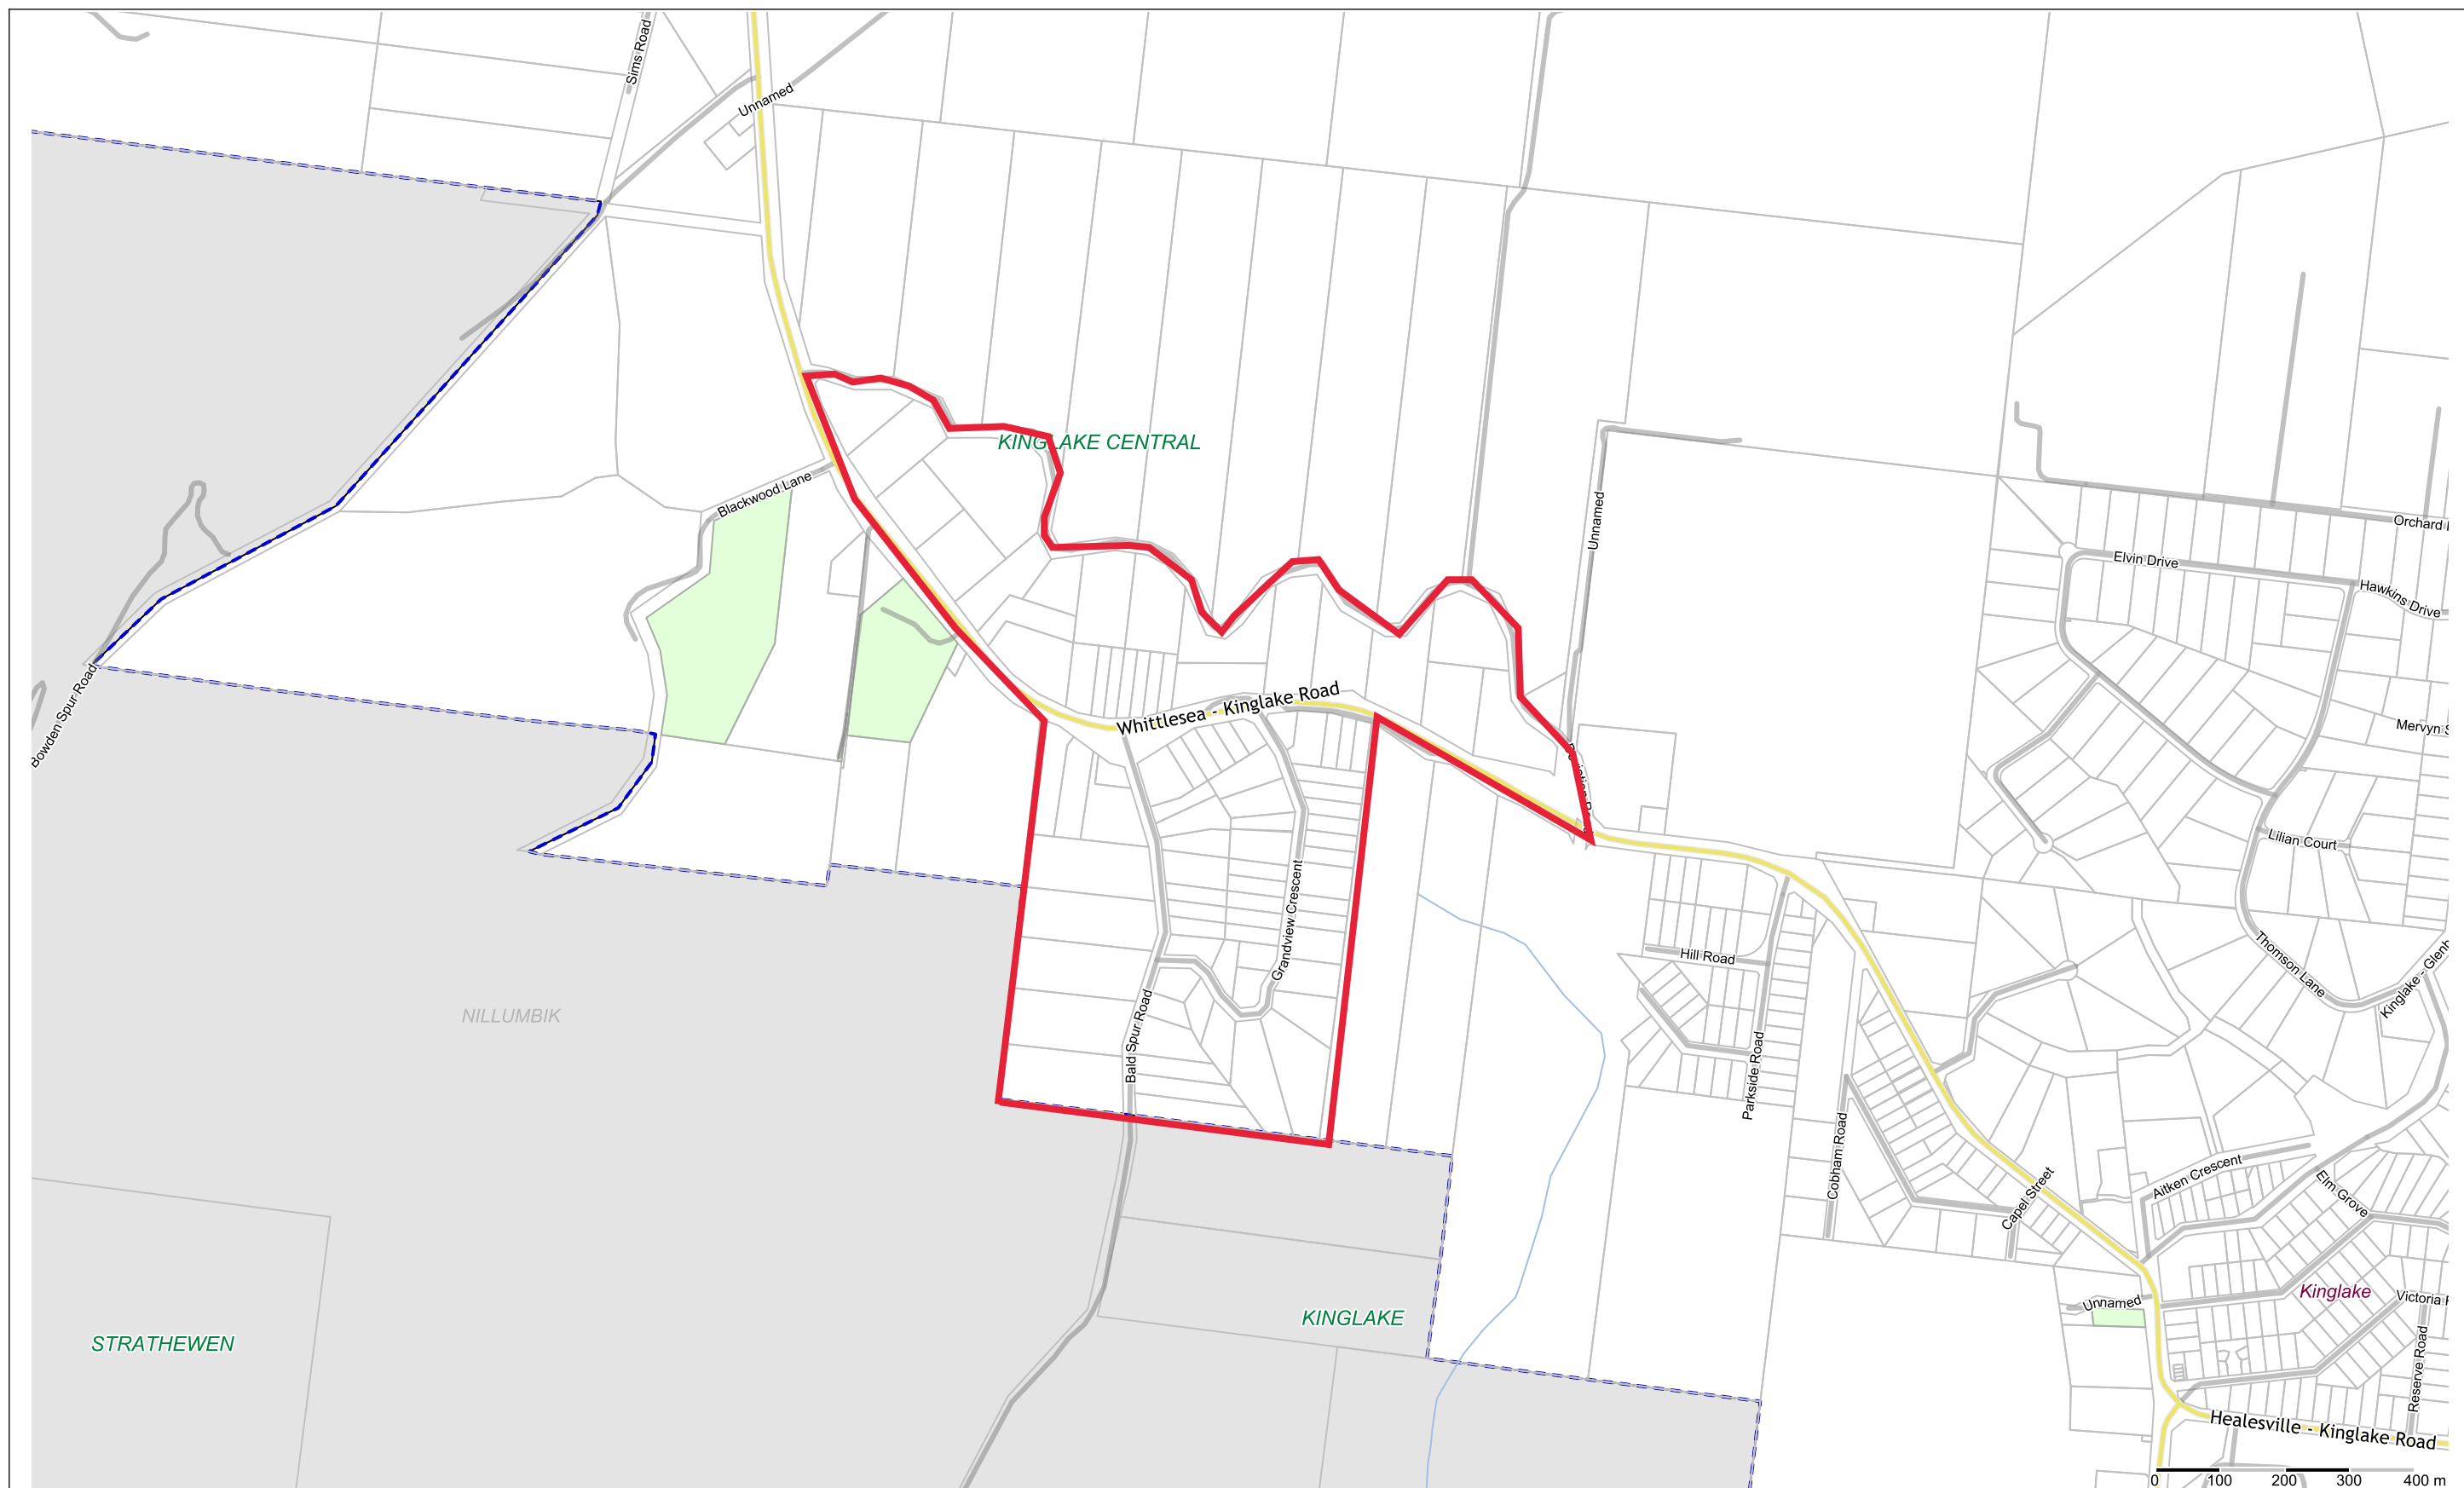 Sims Road
Unnamed
KINGLAKE CENTRAL
Blackwood Lane
Unnamed
Orchard
Elvin Drive
Hawkins Drive
Bowden Spur Road
Whittlesea - Kinglake Road
Mervyn S
Lilian Court
Grandview Crescent
Hill Road
Thomson Lane
Kinglake - Glenb
NILLUMBIK
Bald Spur Road
Parkside Road
Cobham Road
Capel Street
Aitken Crescent
Elm Grove
Kinglake
Unnamed
Victoria
STRATHEWEN
KINGLAKE
Reserve Road
Healesville - Kinglake Road
0 100 200 300 400 m